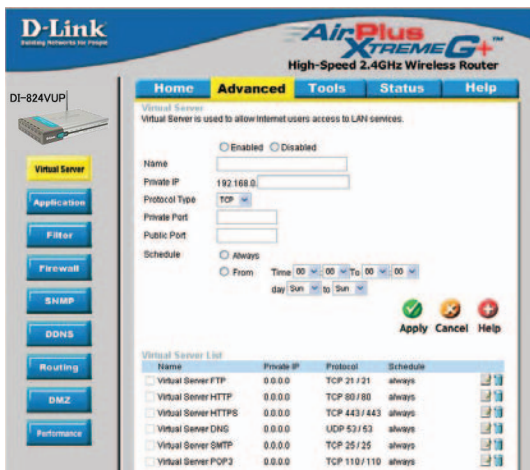 D-Link
Building Networks for People
AirPlus
XTREME G+™
High-Speed 2.4GHz Wireless Router
DI-824VUP
Home Advanced Tools Status Help
Virtual Server
Application
Filter
Firewall
SNMP
DDNS
Routing
DMZ
Performance
Virtual Server
Virtual Server is used to allow Internet users access to LAN services.
Enabled Disabled
Name
Private IP 192.168.0.
Protocol Type TCP
Private Port
Public Port
Schedule Always
From Time 00 : 00 To 00 : 00
day Sun to Sun
Apply Cancel Help
Virtual Server List
Name Private IP Protocol Schedule
Virtual Server FTP 0.0.0.0 TCP 21 / 21 always
Virtual Server HTTP 0.0.0.0 TCP 80 / 80 always
Virtual Server HTTPS 0.0.0.0 TCP 443 / 443 always
Virtual Server DNS 0.0.0.0 UDP 53 / 53 always
Virtual Server SMTP 0.0.0.0 TCP 25 / 25 always
Virtual Server POP3 0.0.0.0 TCP 110 / 110 always